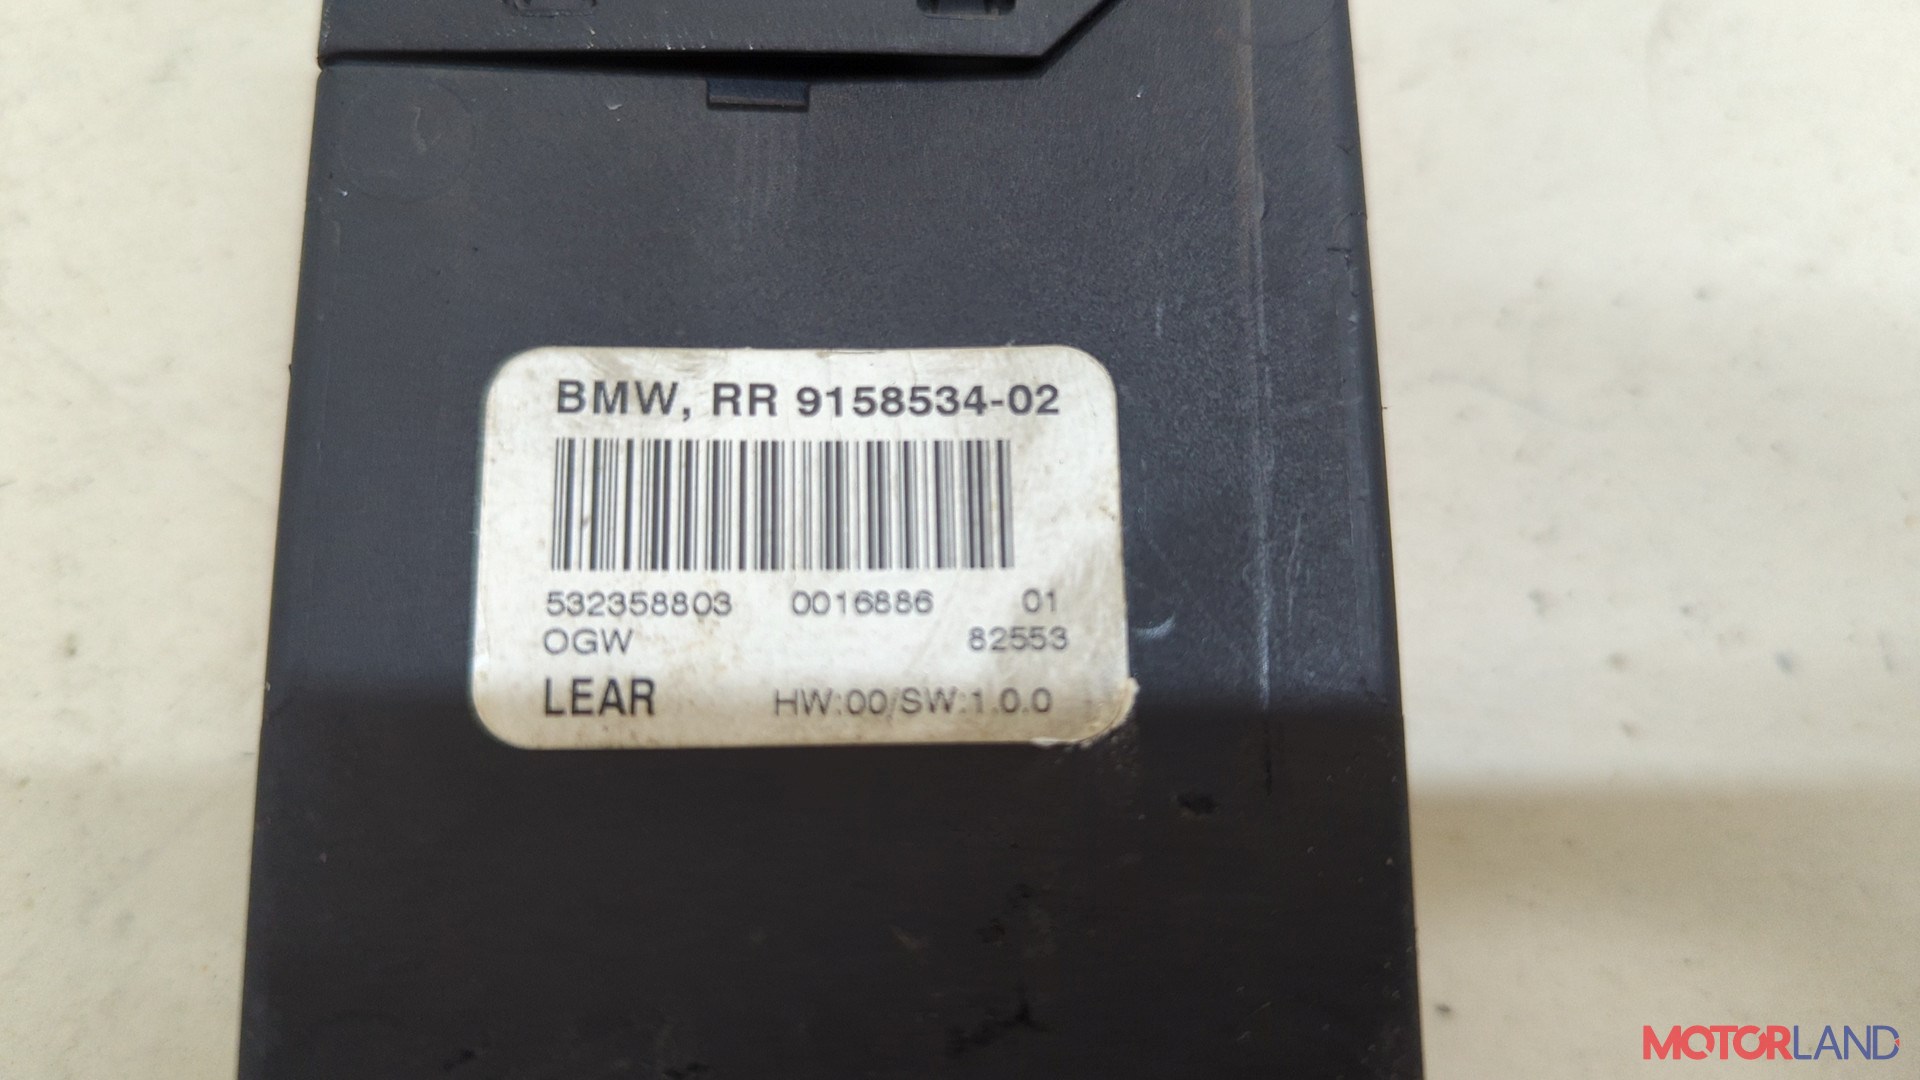 BMW, RR 9158534-02
532358803 0016886 01
OGW 82553
LEAR HW:00/SW:1.0.0
MOTORLAND